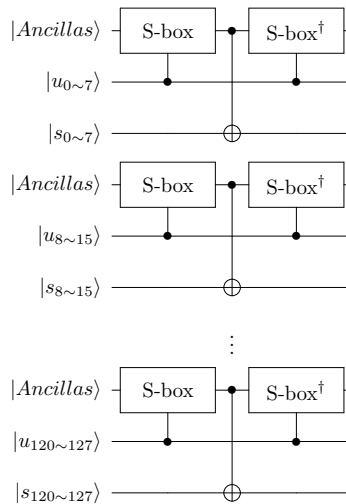 |Ancillas⟩ S-box S-box†
|u₀∼₇⟩
|s₀∼₇⟩
|Ancillas⟩ S-box S-box†
|u₈∼₁₅⟩
|s₈∼₁₅⟩
⋮
|Ancillas⟩ S-box S-box†
|u₁₂₀∼₁₂₇⟩
|s₁₂₀∼₁₂₇⟩